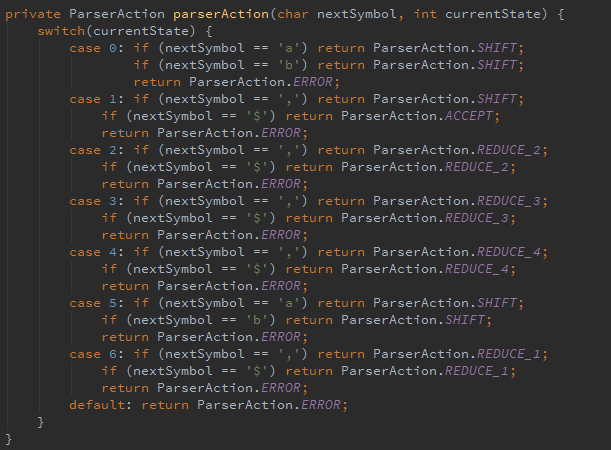 private ParserAction parserAction(char nextSymbol, int currentState) {
    switch(currentState) {
        case 0: if (nextSymbol == 'a') return ParserAction.SHIFT;
                if (nextSymbol == 'b') return ParserAction.SHIFT;
                return ParserAction.ERROR;
        case 1: if (nextSymbol == ',') return ParserAction.SHIFT;
            if (nextSymbol == '$') return ParserAction.ACCEPT;
            return ParserAction.ERROR;
        case 2: if (nextSymbol == ',') return ParserAction.REDUCE_2;
            if (nextSymbol == '$') return ParserAction.REDUCE_2;
            return ParserAction.ERROR;
        case 3: if (nextSymbol == ',') return ParserAction.REDUCE_3;
            if (nextSymbol == '$') return ParserAction.REDUCE_3;
            return ParserAction.ERROR;
        case 4: if (nextSymbol == ',') return ParserAction.REDUCE_4;
            if (nextSymbol == '$') return ParserAction.REDUCE_4;
            return ParserAction.ERROR;
        case 5: if (nextSymbol == 'a') return ParserAction.SHIFT;
            if (nextSymbol == 'b') return ParserAction.SHIFT;
            return ParserAction.ERROR;
        case 6: if (nextSymbol == ',') return ParserAction.REDUCE_1;
            if (nextSymbol == '$') return ParserAction.REDUCE_1;
            return ParserAction.ERROR;
        default: return ParserAction.ERROR;
    }
}